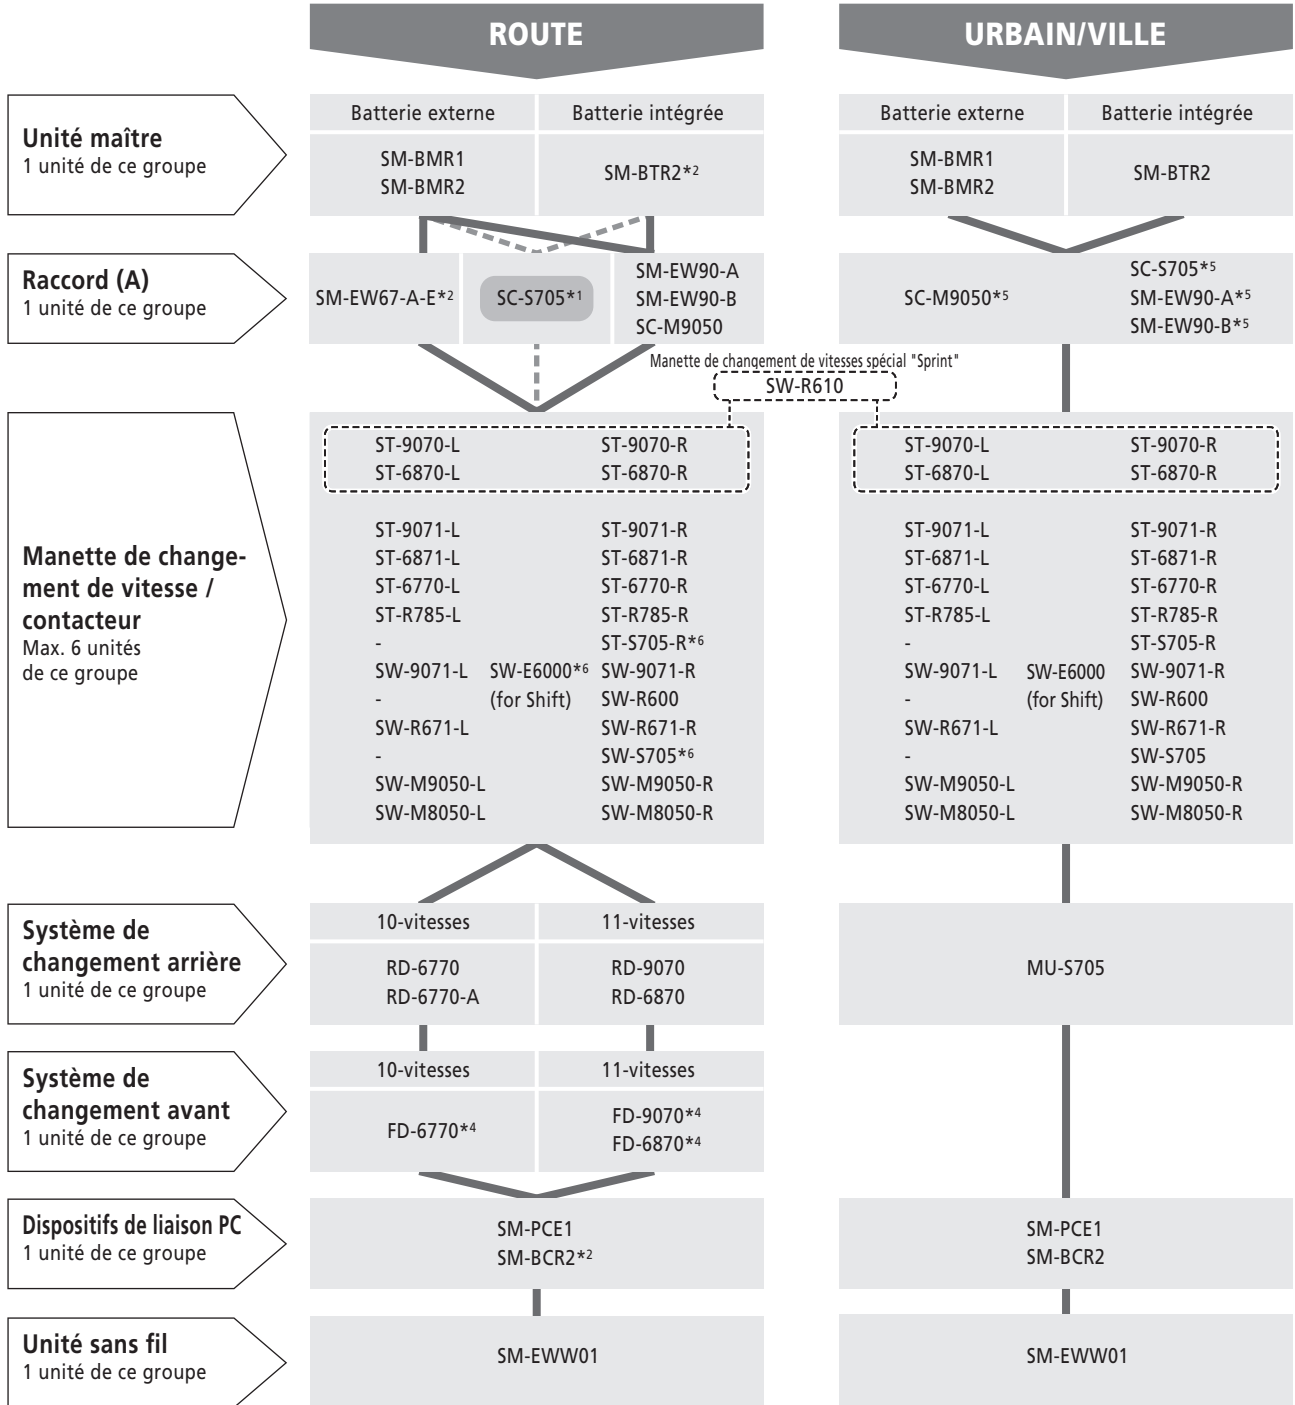 ROUTE
URBAIN/VILLE
Unité maître
1 unité de ce groupe
Batterie externe
Batterie intégrée
SM-BMR1
SM-BMR2
SM-BTR2*2
Batterie externe
Batterie intégrée
SM-BMR1
SM-BMR2
SM-BTR2
Raccord (A)
1 unité de ce groupe
SM-EW67-A-E*2
SC-S705*1
SM-EW90-A
SM-EW90-B
SC-M9050
SC-M9050*5
SC-S705*5
SM-EW90-A*5
SM-EW90-B*5
Manette de changement de vitesses spécial "Sprint"
SW-R610
Manette de change-
ment de vitesse /
contacteur
Max. 6 unités
de ce groupe
ST-9070-L ST-9070-R
ST-6870-L ST-6870-R
ST-9071-L ST-9071-R
ST-6871-L ST-6871-R
ST-6770-L ST-6770-R
ST-R785-L ST-R785-R
- ST-S705-R*6
SW-9071-L SW-E6000*6 SW-9071-R
- (for Shift) SW-R600
SW-R671-L SW-R671-R
- SW-S705*6
SW-M9050-L SW-M9050-R
SW-M8050-L SW-M8050-R
ST-9070-L ST-9070-R
ST-6870-L ST-6870-R
ST-9071-L ST-9071-R
ST-6871-L ST-6871-R
ST-6770-L ST-6770-R
ST-R785-L ST-R785-R
- ST-S705-R
SW-9071-L SW-E6000 SW-9071-R
- (for Shift) SW-R600
SW-R671-L SW-R671-R
- SW-S705
SW-M9050-L SW-M9050-R
SW-M8050-L SW-M8050-R
Système de
changement arrière
1 unité de ce groupe
10-vitesses
11-vitesses
RD-6770
RD-6770-A
RD-9070
RD-6870
MU-S705
Système de
changement avant
1 unité de ce groupe
10-vitesses
11-vitesses
FD-6770*4
FD-9070*4
FD-6870*4
Dispositifs de liaison PC
1 unité de ce groupe
SM-PCE1
SM-BCR2*2
SM-PCE1
SM-BCR2
Unité sans fil
1 unité de ce groupe
SM-EWW01
SM-EWW01